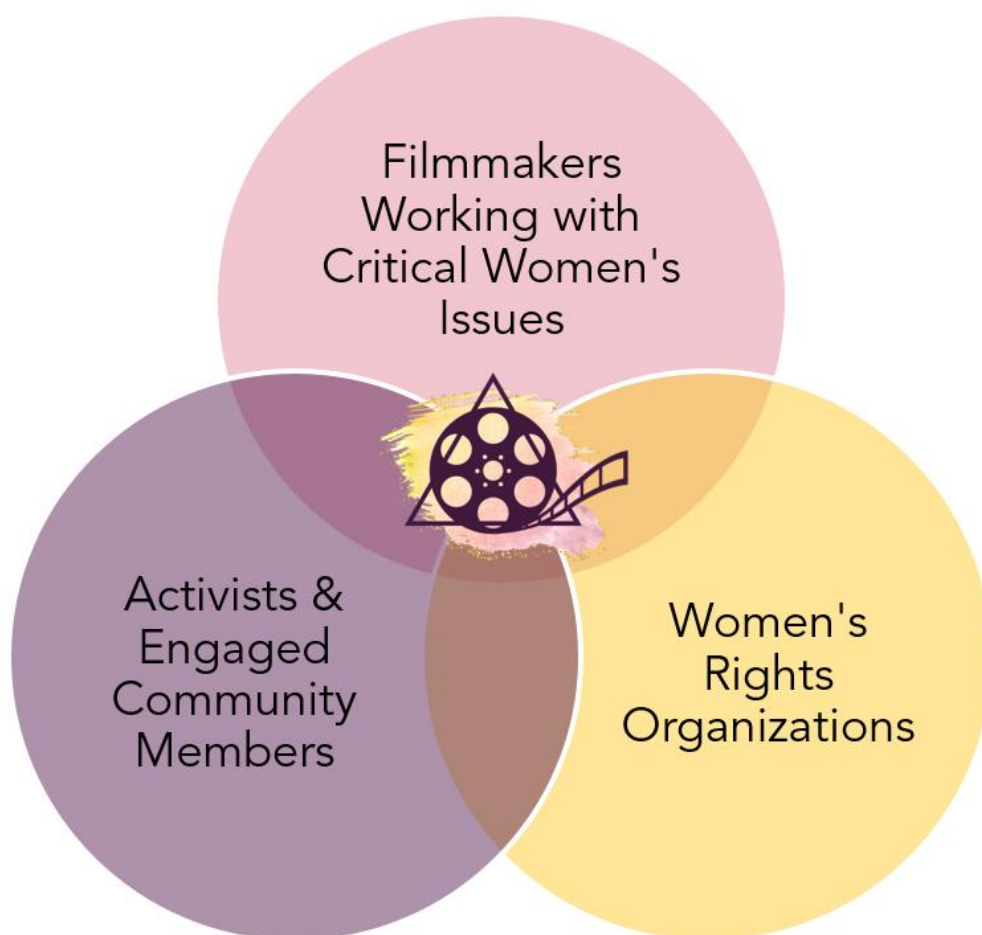 Filmmakers
Working with
Critical Women's
Issues
Activists &
Engaged
Community
Members
Women's
Rights
Organizations